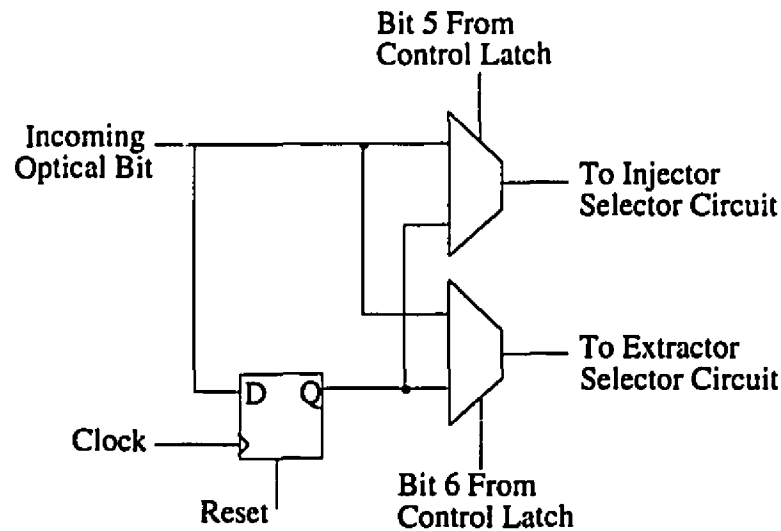 Bit 5 From
Control Latch
Incoming
Optical Bit
To Injector
Selector Circuit
To Extractor
Selector Circuit
D Q
Clock
Reset
Bit 6 From
Control Latch